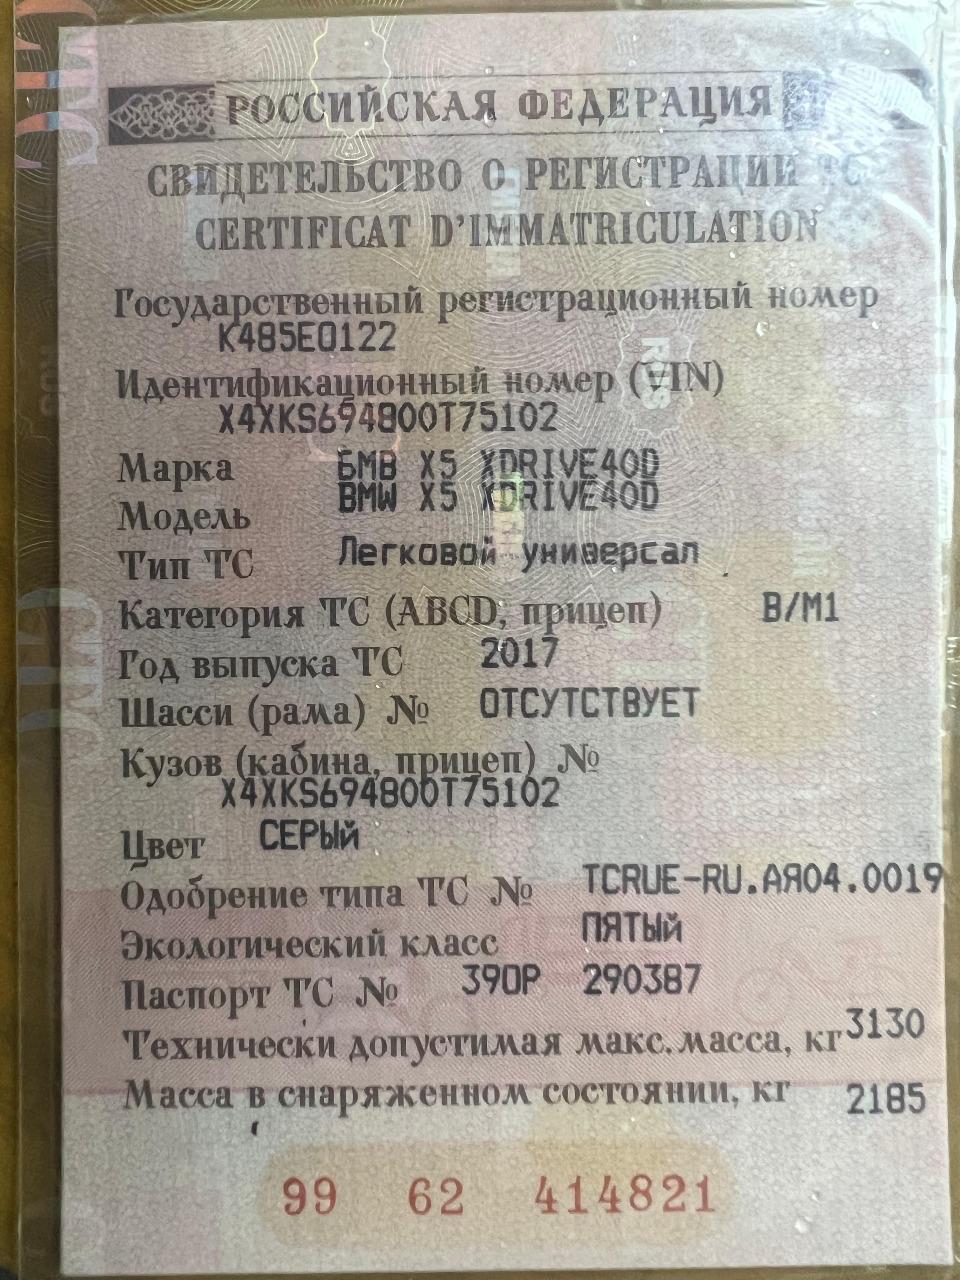 РОССИЙСКАЯ ФЕДЕРАЦИЯ
СВИДЕТЕЛЬСТВО О РЕГИСТРАЦИИ ТС
CERTIFICAT D'IMMATRICULATION
Государственный регистрационный номер
К485ЕО122
Идентификационный номер (VIN)
X4XKS694800T75102
Марка БМВ X5 XDRIVE40D
Модель BMW X5 XDRIVE40D
Тип ТС Легковой универсал
Категория ТС (ABCD, прицеп) B/M1
Год выпуска ТС 2017
Шасси (рама) № ОТСУТСТВУЕТ
Кузов (кабина, прицеп) №
X4XKS694800T75102
Цвет СЕРЫЙ
Одобрение типа ТС № TCRUE-RU.АЯ04.0019
Экологический класс ПЯТЫЙ
Паспорт ТС № 39ОР 290387
Технически допустимая макс. масса, кг 3130
Масса в снаряженном состоянии, кг 2185
99 62 414821